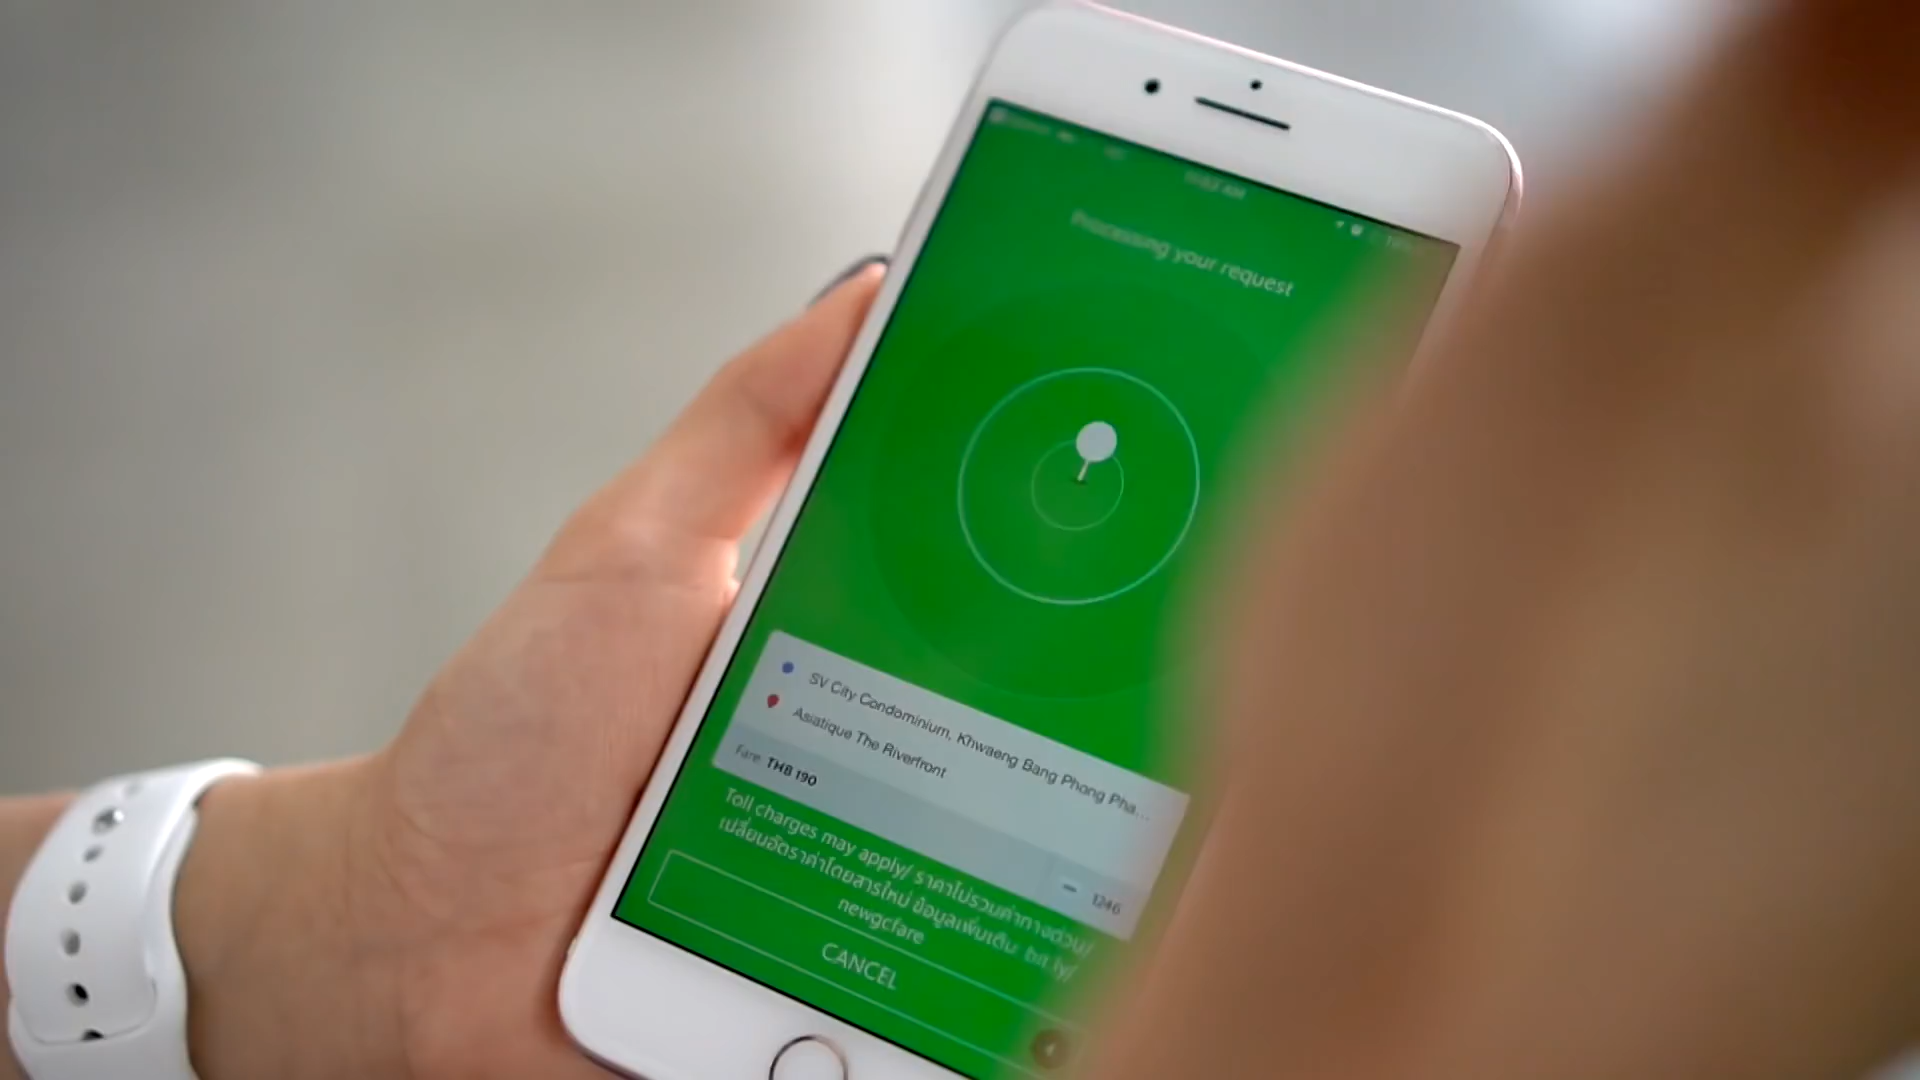 Processing your request
SV City Condominium, Khwaeng Bang Phong Pha...
Asiatique The Riverfront
Fare THB 190
1246
Toll charges may apply/ ราคาไม่รวมค่าทางด่วน/
เปลี่ยนอัตราค่าโดยสารใหม่ ข้อมูลเพิ่มเติม bit.ly/
newgcfare
CANCEL